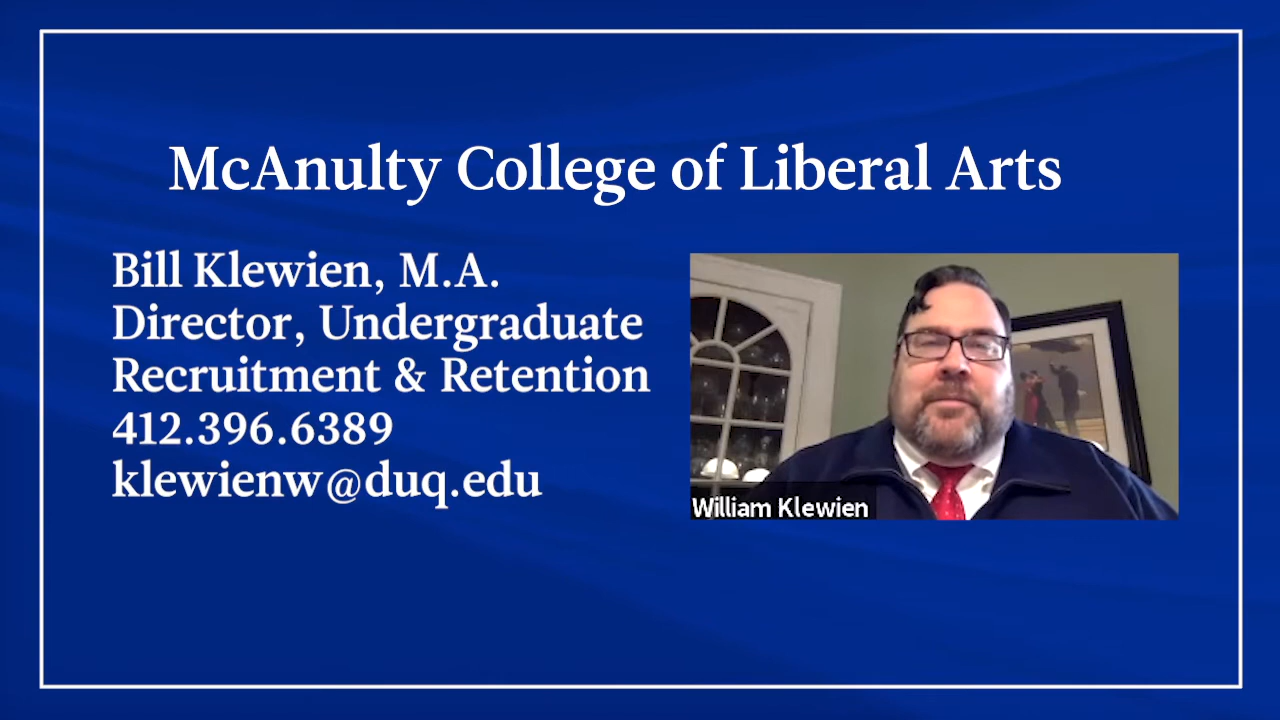 McAnulty College of Liberal Arts
Bill Klewien, M.A.
Director, Undergraduate
Recruitment & Retention
412.396.6389
klewienw@duq.edu
William Klewien